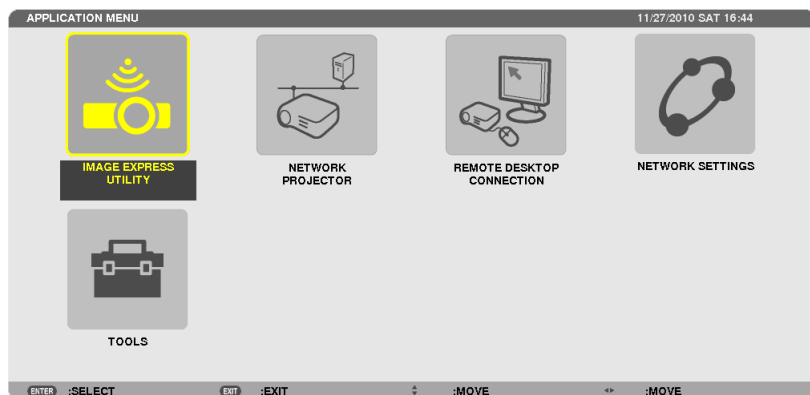 APPLICATION MENU 11/27/2010 SAT 16:44
IMAGE EXPRESS
UTILITY
NETWORK
PROJECTOR
REMOTE DESKTOP
CONNECTION
NETWORK SETTINGS
TOOLS
ENTER :SELECT EXIT :EXIT :MOVE :MOVE